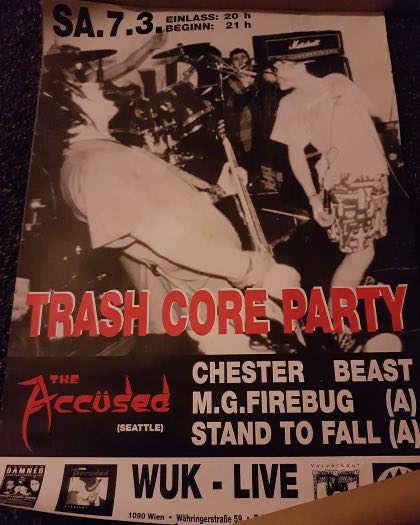 SA.7.3. EINLASS: 20 h
BEGINN: 21 h
Marshall
TRASH CORE PARTY
THE
ACCÜSED
(SEATTLE)
CHESTER BEAST
M.G.FIREBUG (A)
STAND TO FALL (A)
DAMNED
WUK - LIVE
Vorverkauf
1090 Wien • Währingerstraße 59 •